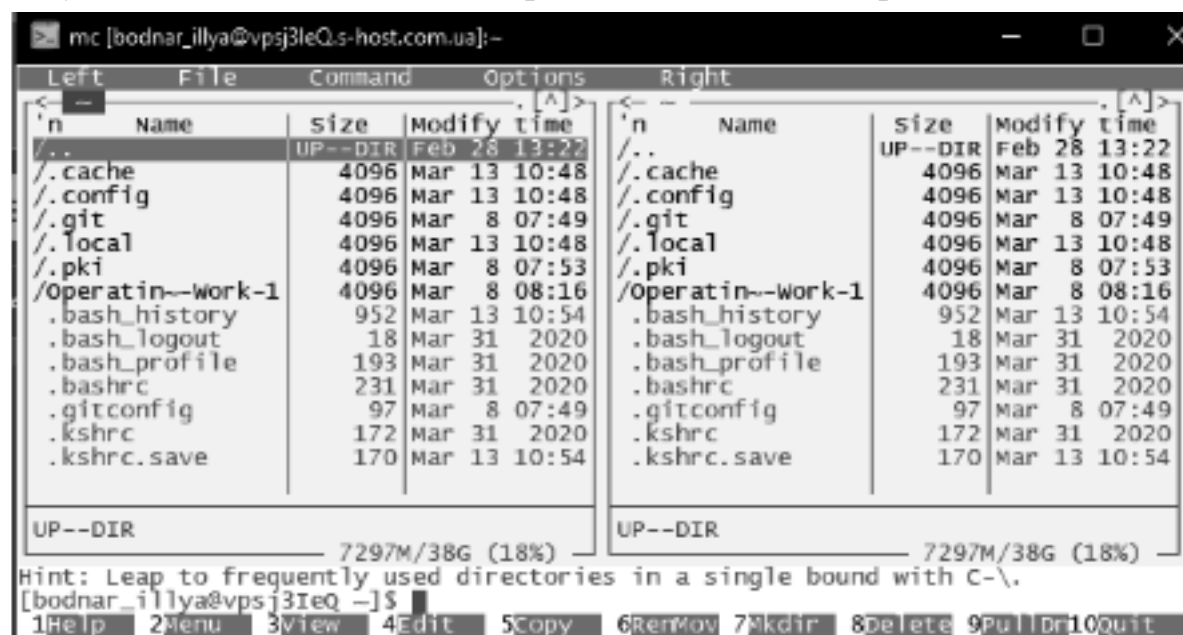 mc [bodnar_illya@vpsj3IeQ.s-host.com.ua]:~
Left File Command Options Right
<- ~ .[^]> <- ~ .[^]>
'n Name Size Modify time 'n Name Size Modify time
/.. UP--DIR Feb 28 13:22 /.. UP--DIR Feb 28 13:22
/.cache 4096 Mar 13 10:48 /.cache 4096 Mar 13 10:48
/.config 4096 Mar 13 10:48 /.config 4096 Mar 13 10:48
/.git 4096 Mar 8 07:49 /.git 4096 Mar 8 07:49
/.local 4096 Mar 13 10:48 /.local 4096 Mar 13 10:48
/.pki 4096 Mar 8 07:53 /.pki 4096 Mar 8 07:53
/Operatin~-Work-1 4096 Mar 8 08:16 /Operatin~-Work-1 4096 Mar 8 08:16
.bash_history 952 Mar 13 10:54 .bash_history 952 Mar 13 10:54
.bash_logout 18 Mar 31 2020 .bash_logout 18 Mar 31 2020
.bash_profile 193 Mar 31 2020 .bash_profile 193 Mar 31 2020
.bashrc 231 Mar 31 2020 .bashrc 231 Mar 31 2020
.gitconfig 97 Mar 8 07:49 .gitconfig 97 Mar 8 07:49
.kshrc 172 Mar 31 2020 .kshrc 172 Mar 31 2020
.kshrc.save 170 Mar 13 10:54 .kshrc.save 170 Mar 13 10:54
UP--DIR UP--DIR
7297M/38G (18%) 7297M/38G (18%)
Hint: Leap to frequently used directories in a single bound with C-\.
[bodnar_illya@vpsj3IeQ ~]$
1Help 2Menu 3View 4Edit 5Copy 6RenMov 7Mkdir 8Delete 9PullDn10Quit